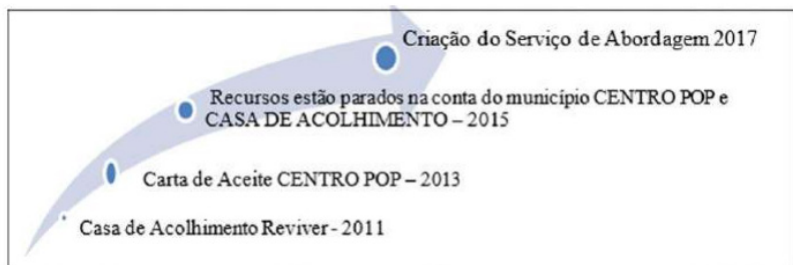 Criação do Serviço de Abordagem 2017
Recursos estão parados na conta do município CENTRO POP e
CASA DE ACOLHIMENTO – 2015
Carta de Aceite CENTRO POP – 2013
Casa de Acolhimento Reviver - 2011